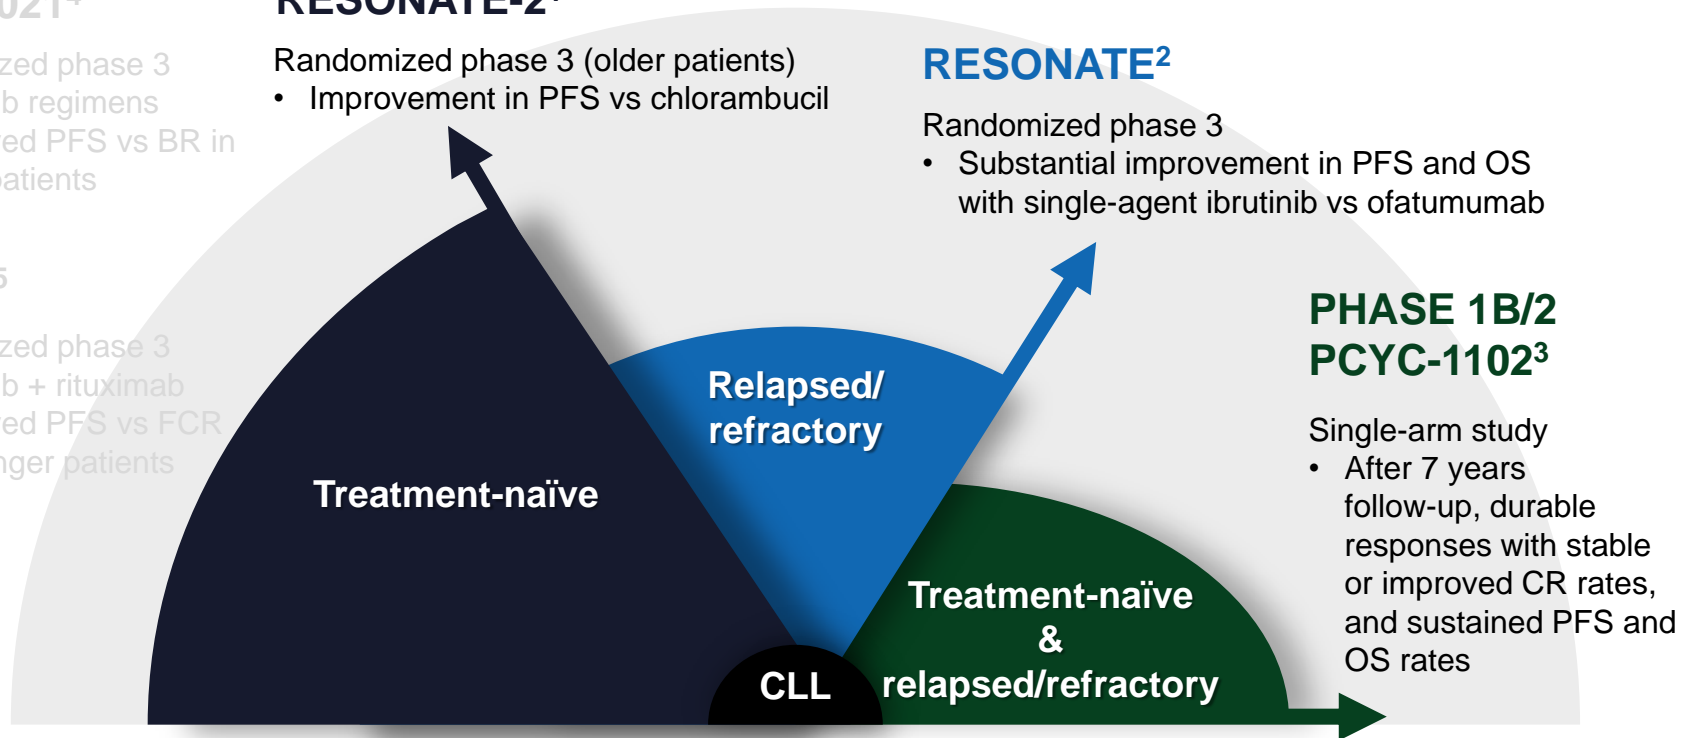 021⁴
zed phase 3
b regimens
ed PFS vs BR in
patients
5
zed phase 3
b + rituximab
ed PFS vs FCR
nger patients
RESONATE-2¹
Randomized phase 3 (older patients)
• Improvement in PFS vs chlorambucil
RESONATE²
Randomized phase 3
• Substantial improvement in PFS and OS
with single-agent ibrutinib vs ofatumumab
PHASE 1B/2
PCYC-1102³
Single-arm study
• After 7 years
follow-up, durable
responses with stable
or improved CR rates,
and sustained PFS and
OS rates
Treatment-naïve
Relapsed/
refractory
Treatment-naïve
&
relapsed/refractory
CLL